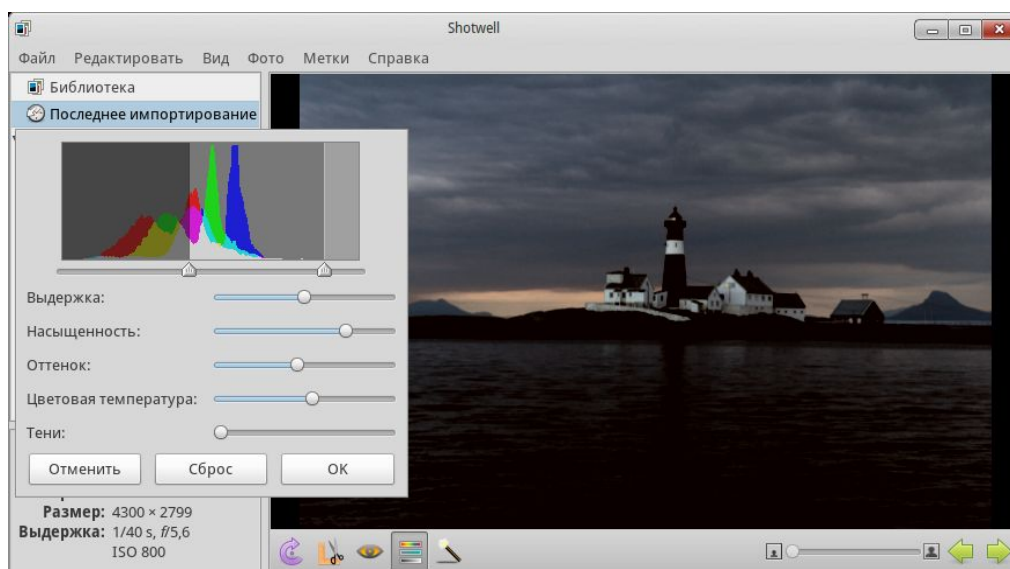 Shotwell
Файл Редактировать Вид Фото Метки Справка
Библиотека
Последнее импортирование
Выдержка:
Насыщенность:
Оттенок:
Цветовая температура:
Тени:
Отменить Сброс OK
Размер: 4300 × 2799
Выдержка: 1/40 s, f/5,6
ISO 800